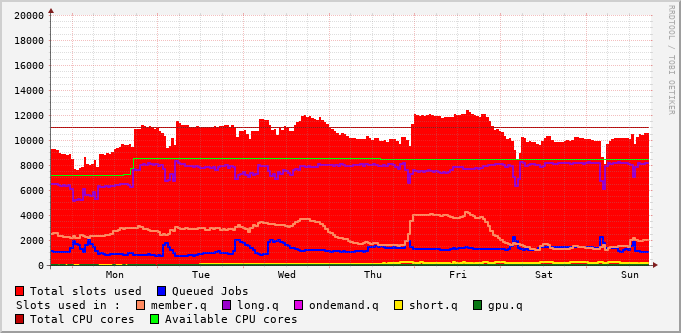 RRDTOOL / TOBI OETIKER
20000
18000
16000
14000
12000
10000
8000
6000
4000
2000
0
Mon Tue Wed Thu Fri Sat Sun
Total slots used Queued Jobs
Slots used in : member.q long.q ondemand.q short.q gpu.q
Total CPU cores Available CPU cores